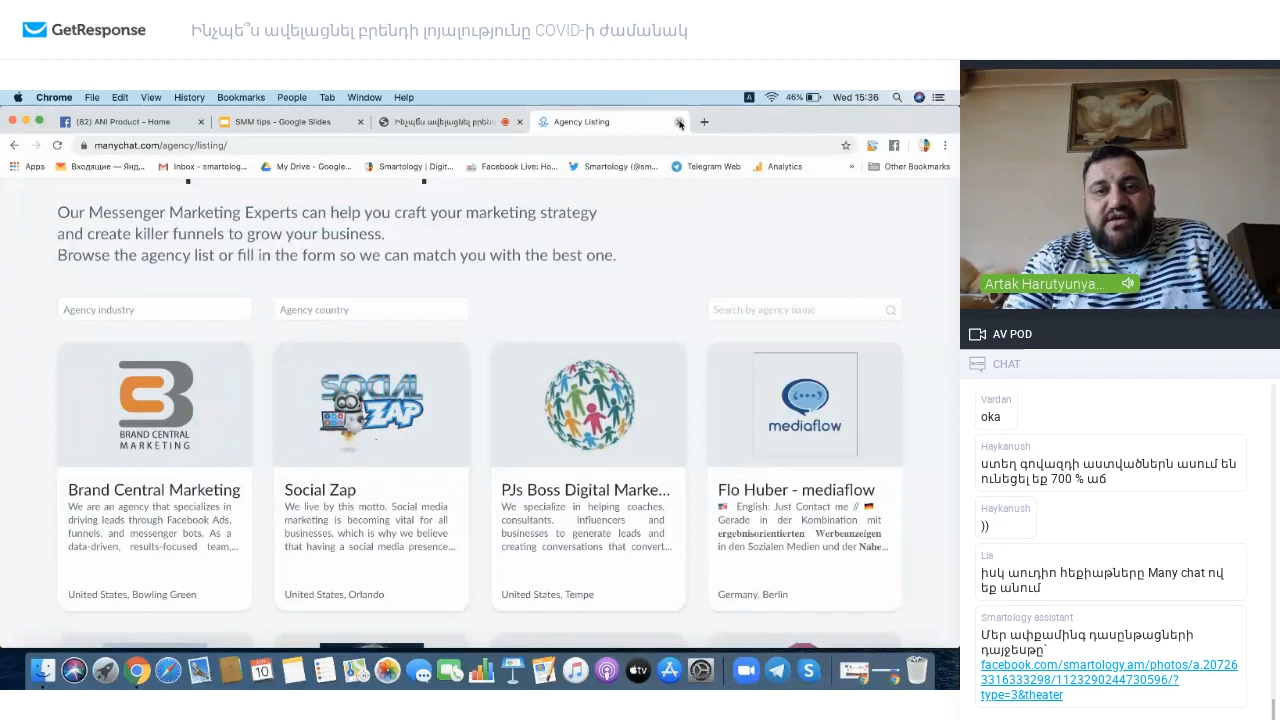 GetResponse
Ինչպե՞ս ավելացնել բրենդի լոյալությունը COVID-ի ժամանակ
Chrome File Edit View History Bookmarks People Tab Window Help
46% Wed 15:36
(82) ANI Product - Home
SMM tips - Google Slides
Ինչպես ավելացնել բրեն
Agency Listing
manychat.com/agency/listing/
Apps
Входящие — Янд...
Inbox - smartolog...
My Drive - Google...
Smartology | Digit...
Facebook Live: Ho...
Smartology (@sm...
Telegram Web
Analytics
Other Bookmarks
Our Messenger Marketing Experts can help you craft your marketing strategy
and create killer funnels to grow your business.
Browse the agency list or fill in the form so we can match you with the best one.
Agency industry
Agency country
Search by agency name
BRAND CENTRAL
MARKETING
SOCIAL
ZAP
mediaflow
Brand Central Marketing
We are an agency that specializes in
driving leads through Facebook Ads,
funnels, and messenger bots. As a
data-driven, results-focused team,...
United States, Bowling Green
Social Zap
We live by this motto. Social media
marketing is becoming vital for all
businesses, which is why we believe
that having a social media presence...
United States, Orlando
PJs Boss Digital Marke...
We specialize in helping coaches,
consultants, influencers and
businesses to generate leads and
creating conversations that convert...
United States, Tempe
Flo Huber - mediaflow
English: Just Contact me //
Gerade in der Kombination mit
ergebnisorientierten Werbeanzeigen
in den Sozialen Medien und der Nähe...
Germany, Berlin
Artak Harutyunya...
AV POD
CHAT
Vardan
oka
Haykanush
ստեղ գովազդի աստվածներն ասում են
ունեցել եք 700 % աճ
Haykanush
))
Lia
իսկ աուդիո հեքիաթները Many chat ով
եք անում
Smartology assistant
Մեր ափքամինգ դասընթացների
դայջեսթը՝
facebook.com/smartology.am/photos/a.20726
3316333298/1123290244730596/?
type=3&theater